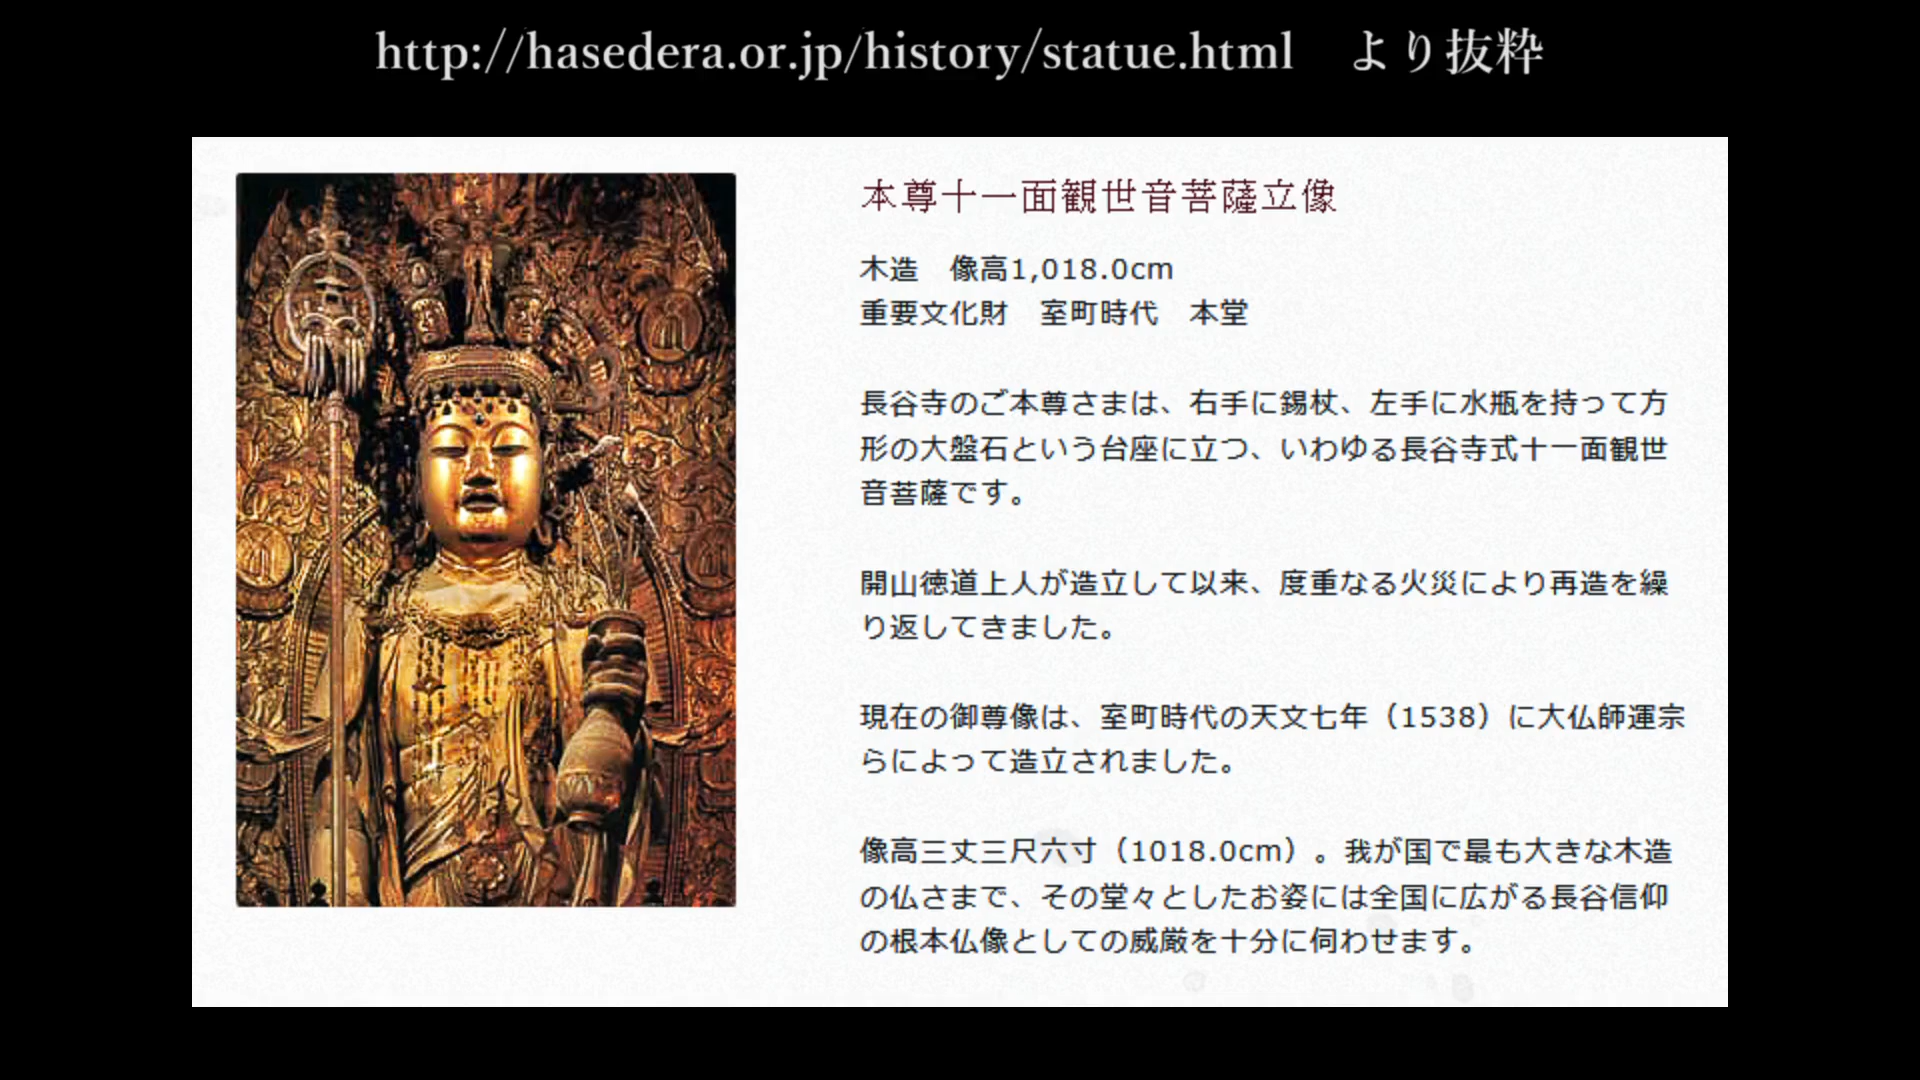 http://hasedera.or.jp/history/statue.html　より抜粋
本尊十一面観世音菩薩立像
木造　像高1,018.0cm
重要文化財　室町時代　本堂
長谷寺のご本尊さまは、右手に錫杖、左手に水瓶を持って方
形の大盤石という台座に立つ、いわゆる長谷寺式十一面観世
音菩薩です。
開山徳道上人が造立して以来、度重なる火災により再造を繰
り返してきました。
現在の御尊像は、室町時代の天文七年（1538）に大仏師運宗
らによって造立されました。
像高三丈三尺六寸（1018.0cm）。我が国で最も大きな木造
の仏さまで、その堂々としたお姿には全国に広がる長谷信仰
の根本仏像としての威厳を十分に伺わせます。